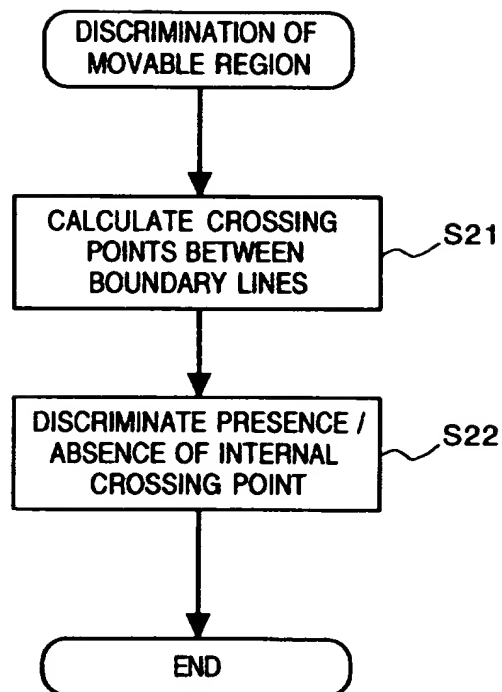 DISCRIMINATION OF
MOVABLE REGION
CALCULATE CROSSING
POINTS BETWEEN
BOUNDARY LINES
S21
DISCRIMINATE PRESENCE /
ABSENCE OF INTERNAL
CROSSING POINT
S22
END